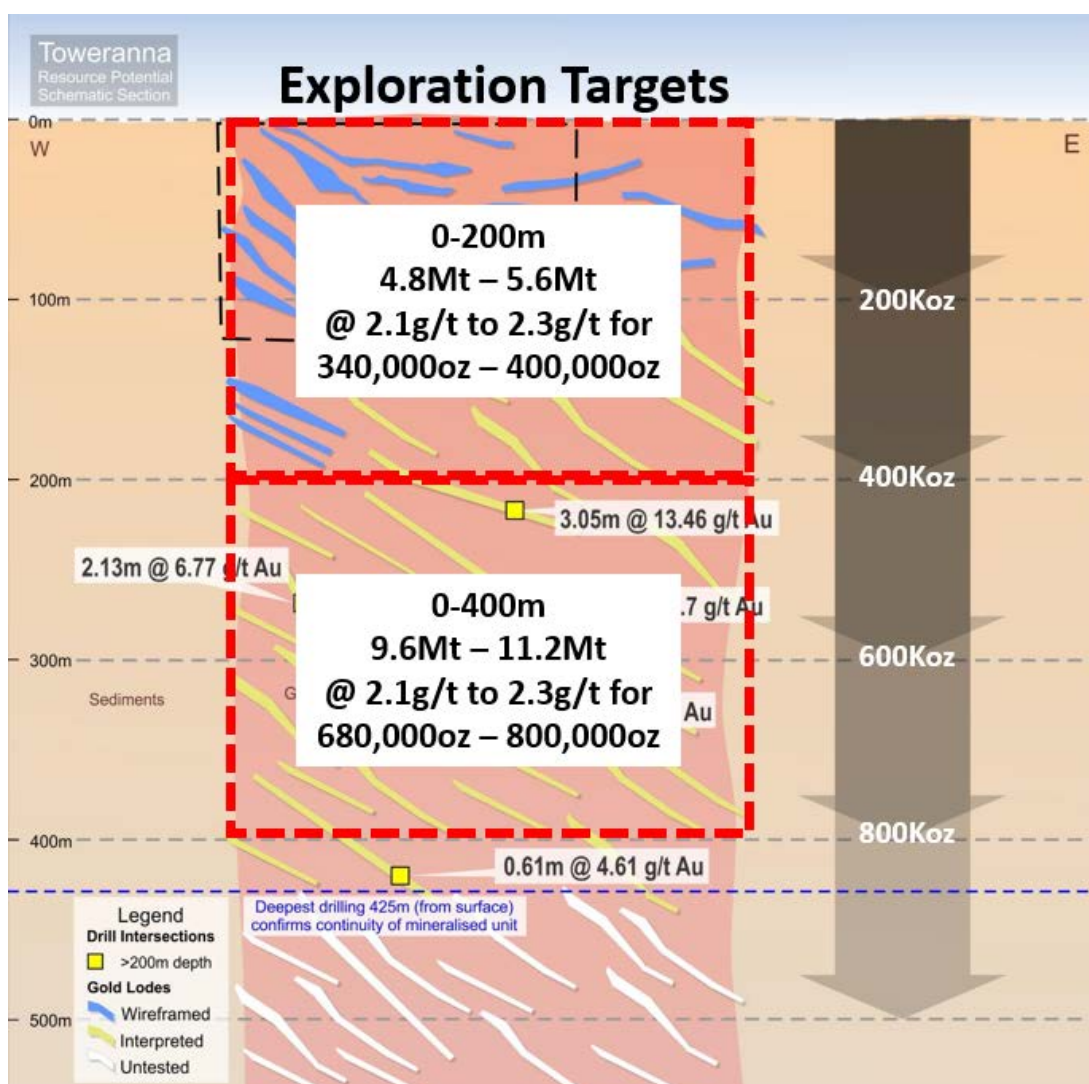 Toweranna
Resource Potential
Schematic Section
Exploration Targets
0m
W
E
0-200m
4.8Mt – 5.6Mt
@ 2.1g/t to 2.3g/t for
340,000oz – 400,000oz
100m
200Koz
200m
400Koz
3.05m @ 13.46 g/t Au
2.13m @ 6.77 g/t Au
.7 g/t Au
0-400m
9.6Mt – 11.2Mt
@ 2.1g/t to 2.3g/t for
680,000oz – 800,000oz
600Koz
300m
Sediments
G
Au
400m
800Koz
0.61m @ 4.61 g/t Au
Deepest drilling 425m (from surface)
confirms continuity of mineralised unit
Legend
Drill Intersections
>200m depth
Gold Lodes
Wireframed
Interpreted
Untested
500m